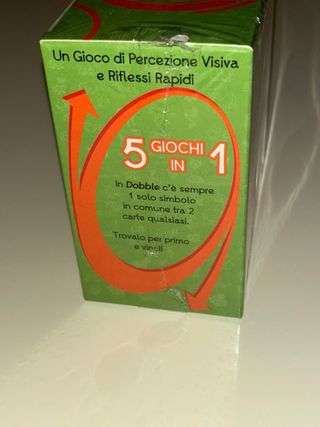 Un Gioco di Percezione Visiva
e Riflessi Rapidi
5 GIOCHI IN 1
In Dobble c'è sempre
1 solo simbolo
in comune tra 2
carte qualsiasi.
Trovalo per primo
e vinci!